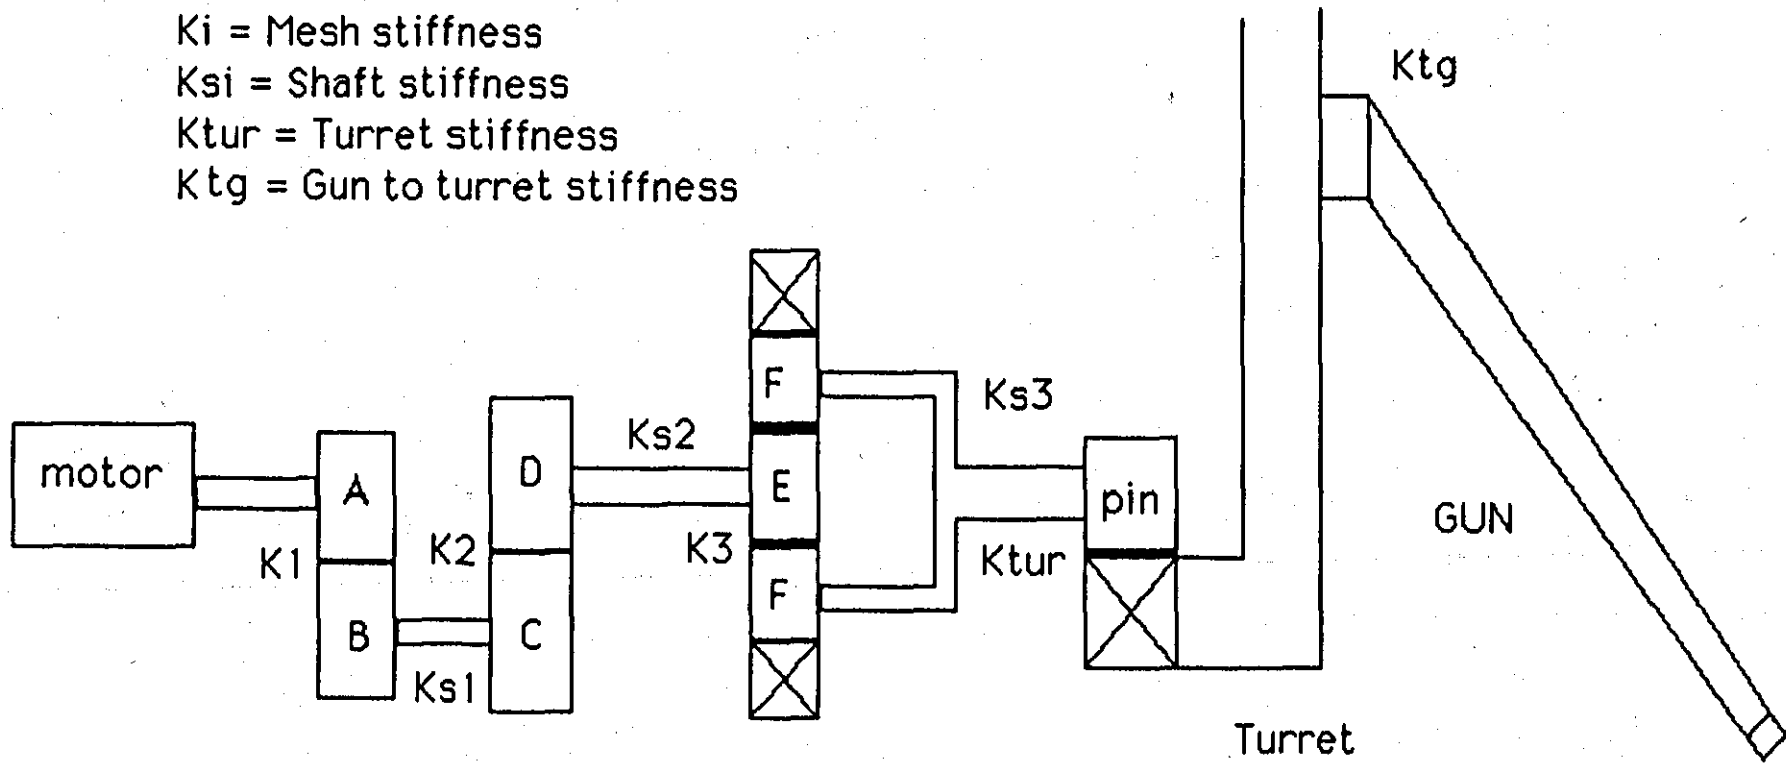 Ki = Mesh stiffness
Ksi = Shaft stiffness
Ktur = Turret stiffness
Ktg = Gun to turret stiffness
Ktg
F
Ks3
Ks2
motor
A
D
E
pin
GUN
K1
K2
K3
Ktur
F
B
C
Ks1
Turret